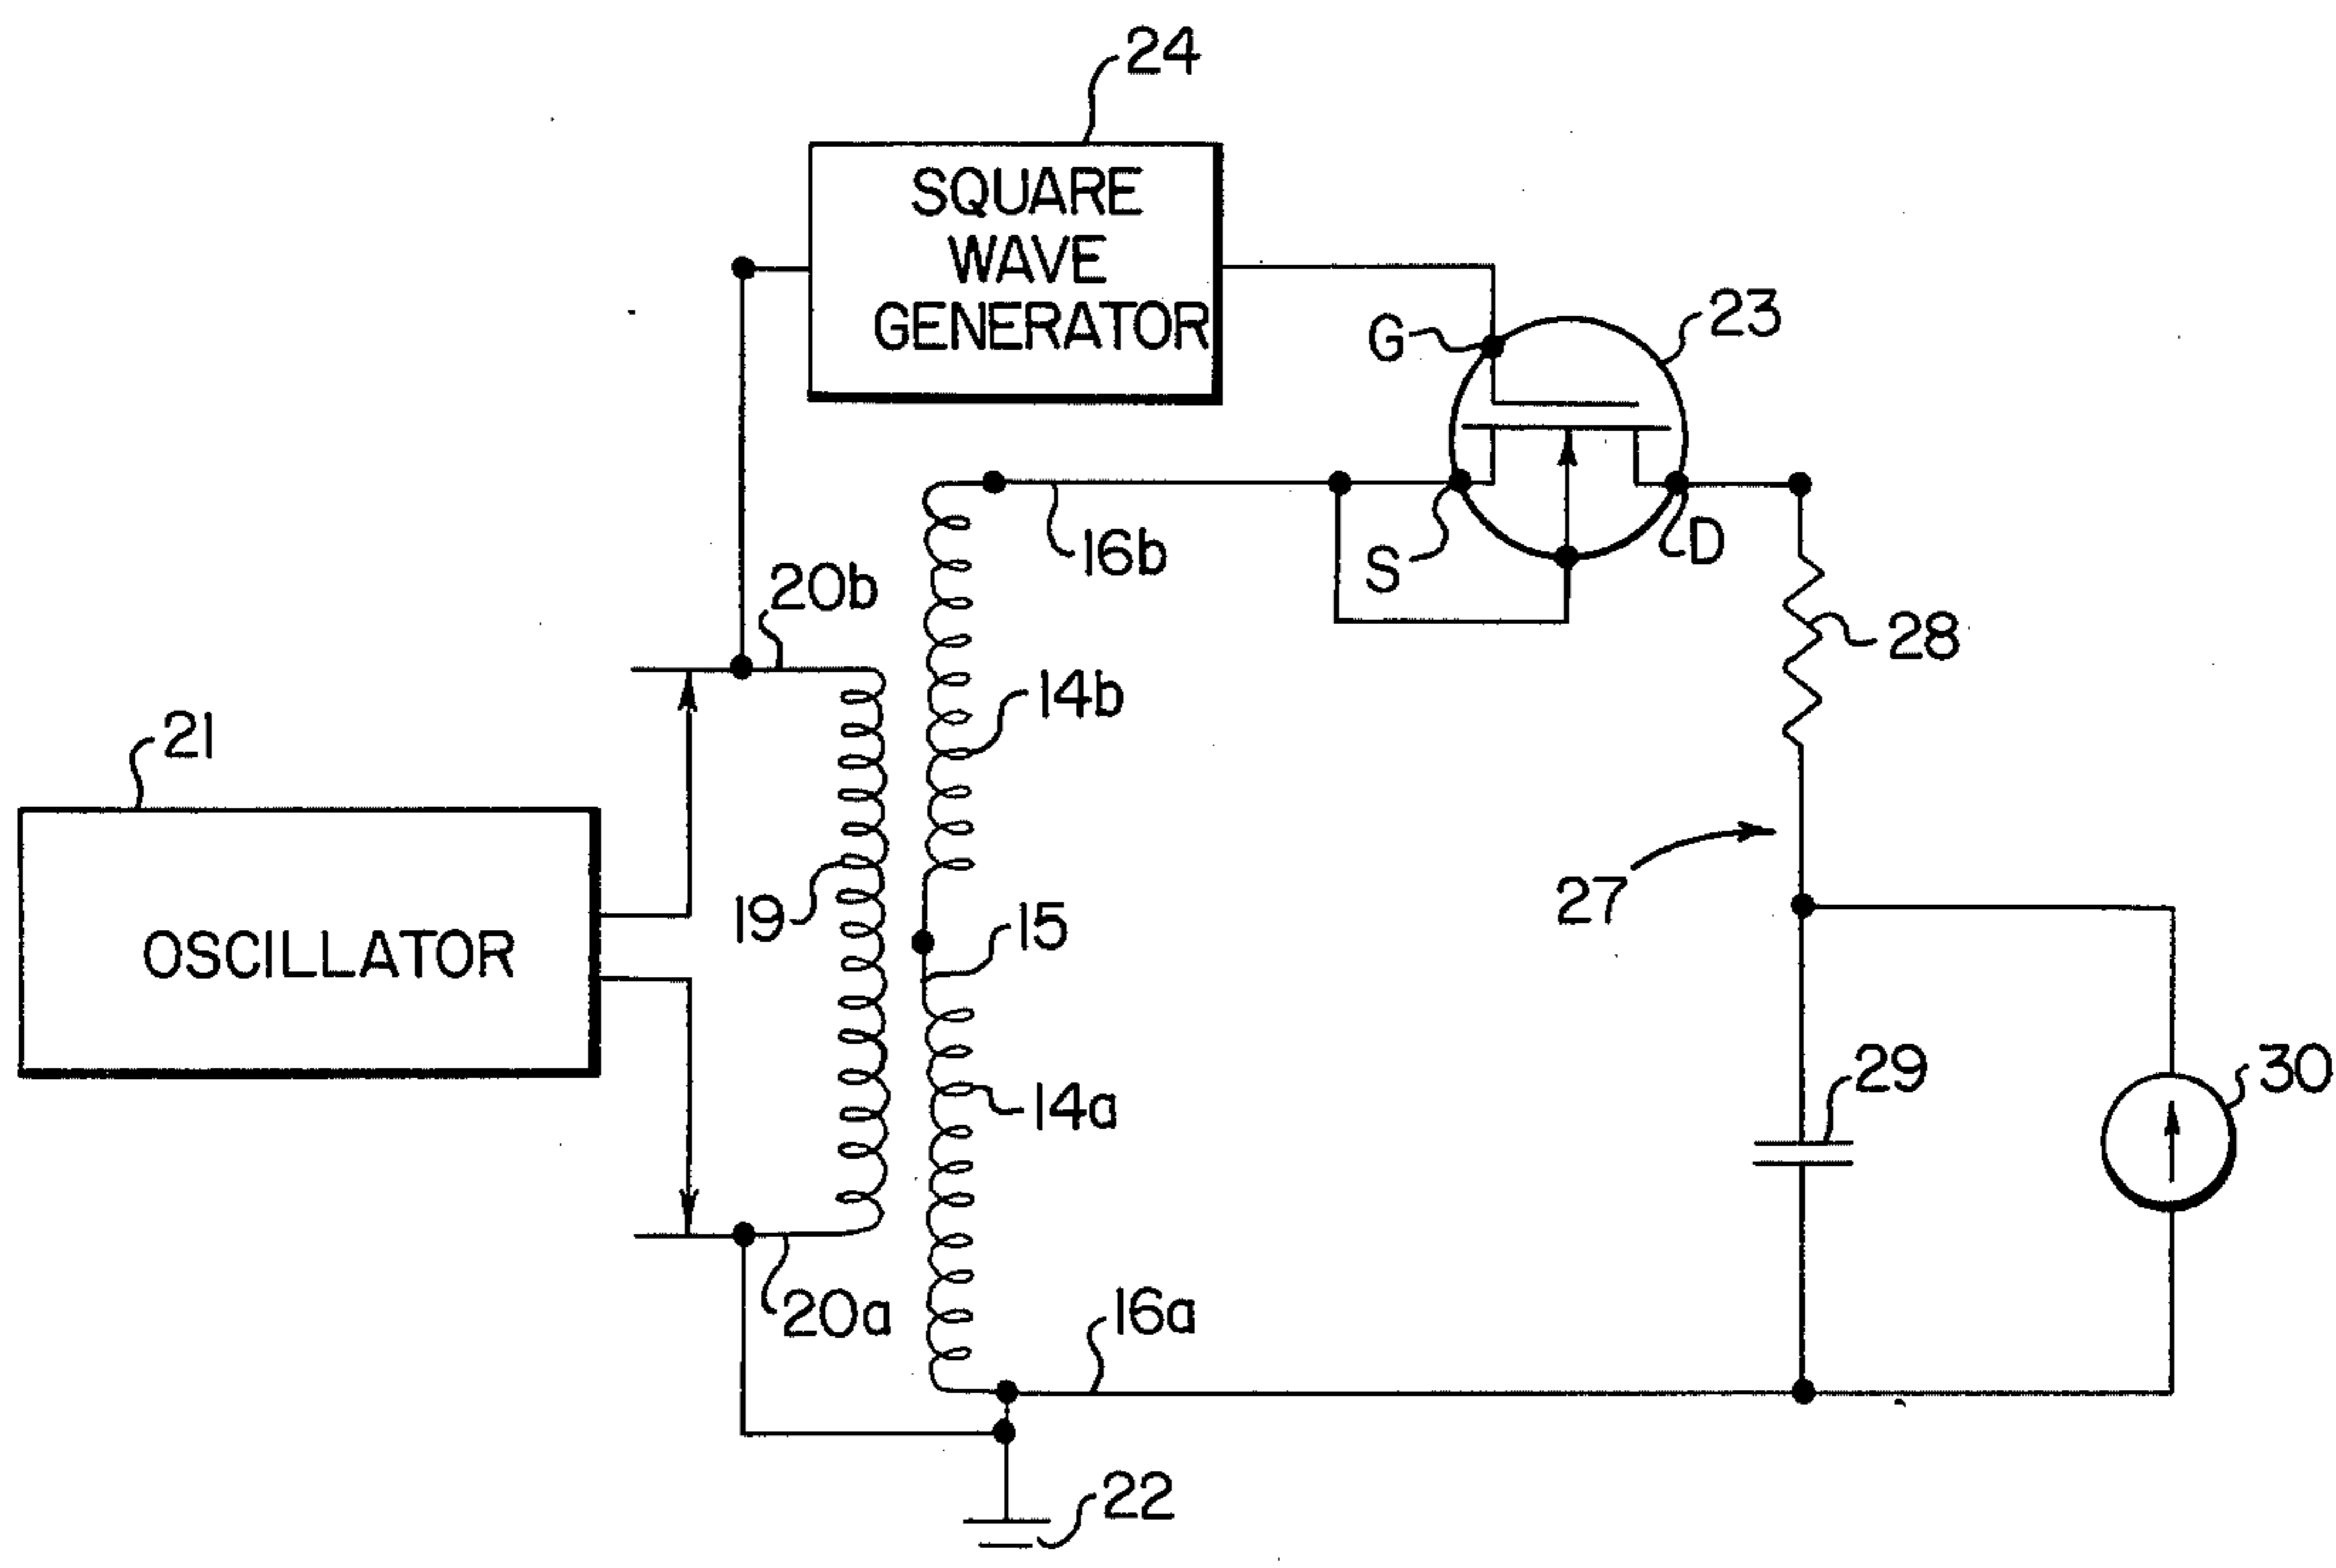 24
SQUARE
WAVE
GENERATOR
G
23
S
D
16b
20b
28
14b
21
OSCILLATOR
19
15
27
14a
29
30
20a
16a
22